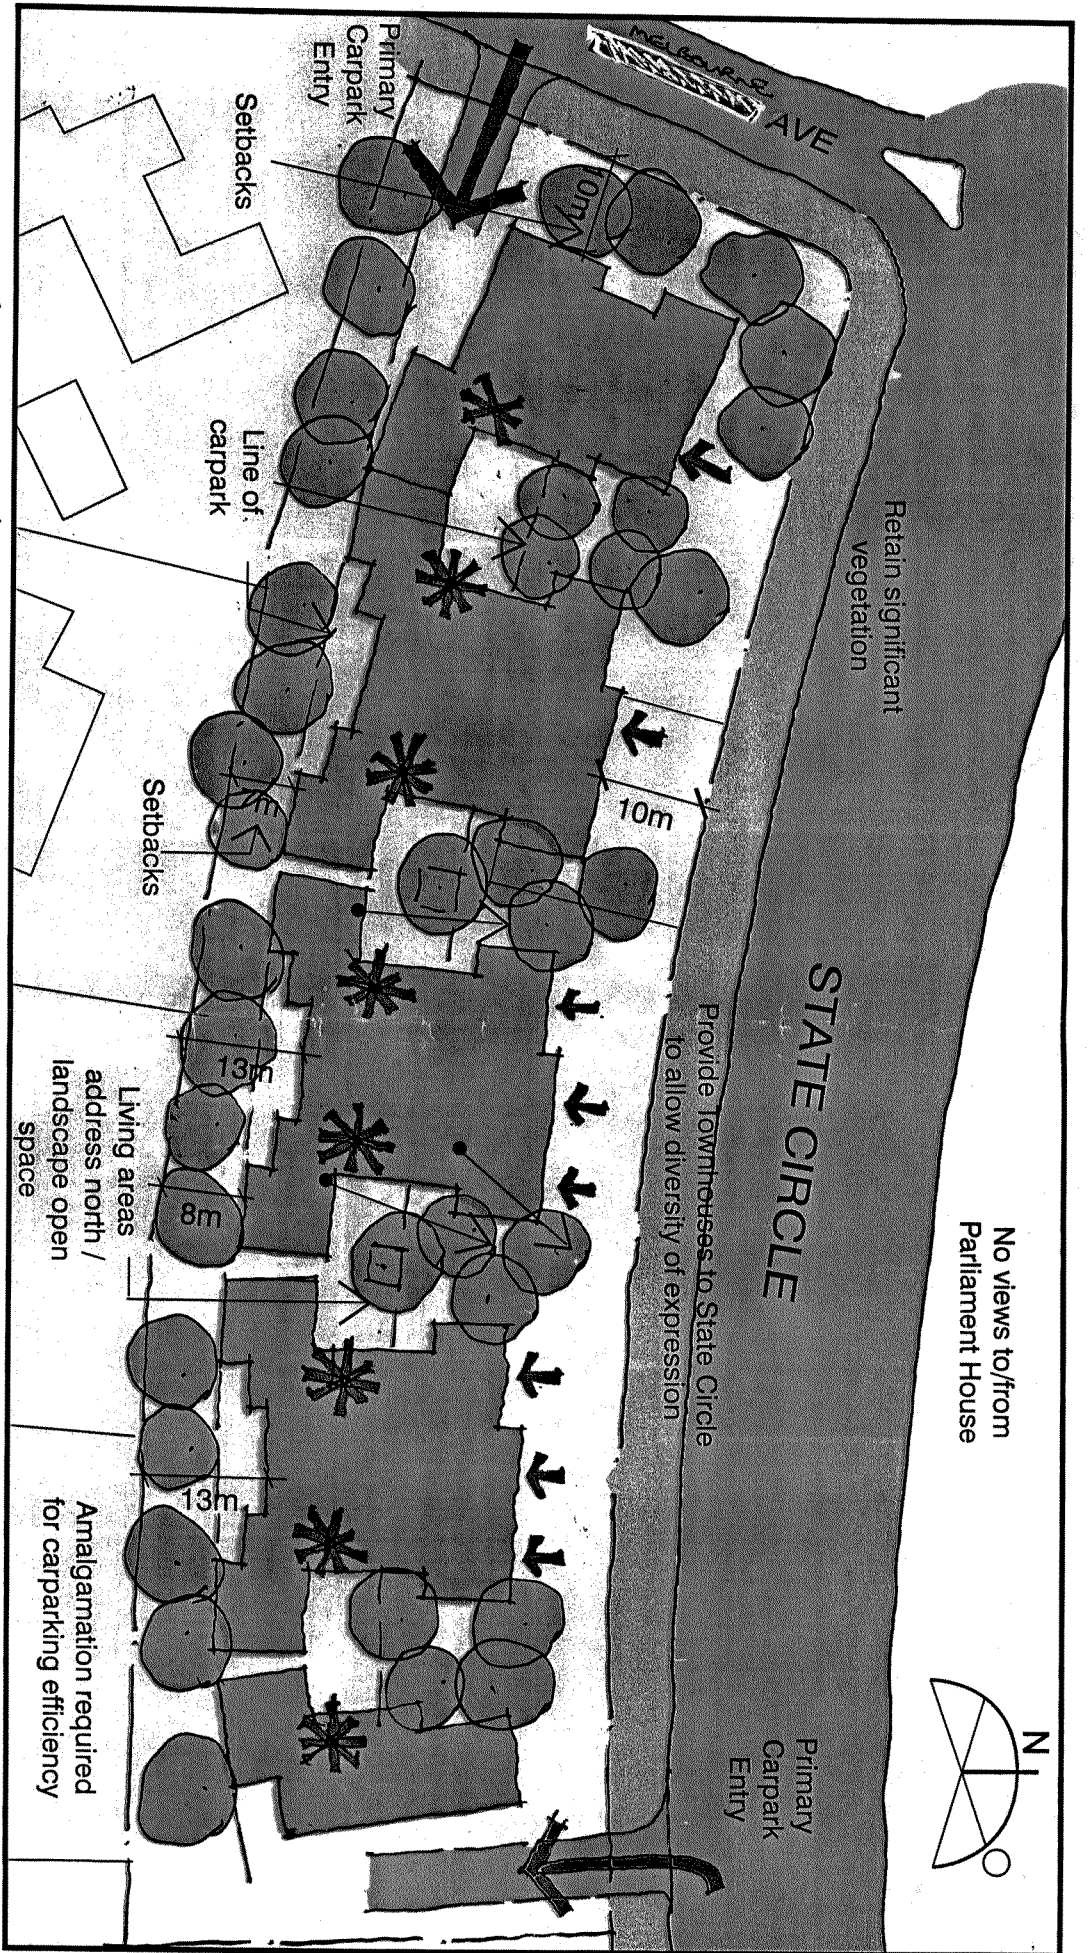 No views to/from
Parliament House
N
Primary
Carpark
Entry
STATE CIRCLE
Retain significant
vegetation
MELBOURNE
AVE
Provide Townhouses to State Circle
to allow diversity of expression
10m
10m
Primary
Carpark
Entry
Setbacks
Line of
carpark
Setbacks
13m
8m
Living areas
address north /
landscape open
space
13m
Amalgamation required
for carparking efficiency